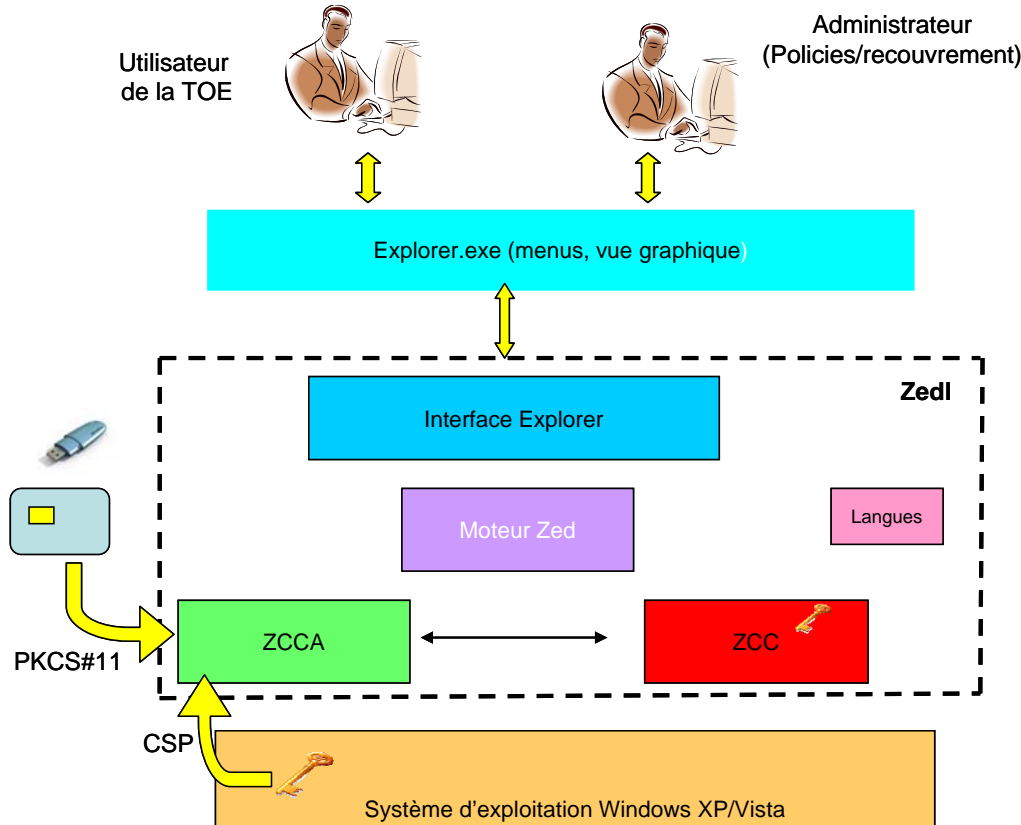 Utilisateur
de la TOE
Administrateur
(Policies/recouvrement)
Explorer.exe (menus, vue graphique)
Zedl
Interface Explorer
Moteur Zed
Langues
ZCCA
ZCC
PKCS#11
CSP
Système d'exploitation Windows XP/Vista